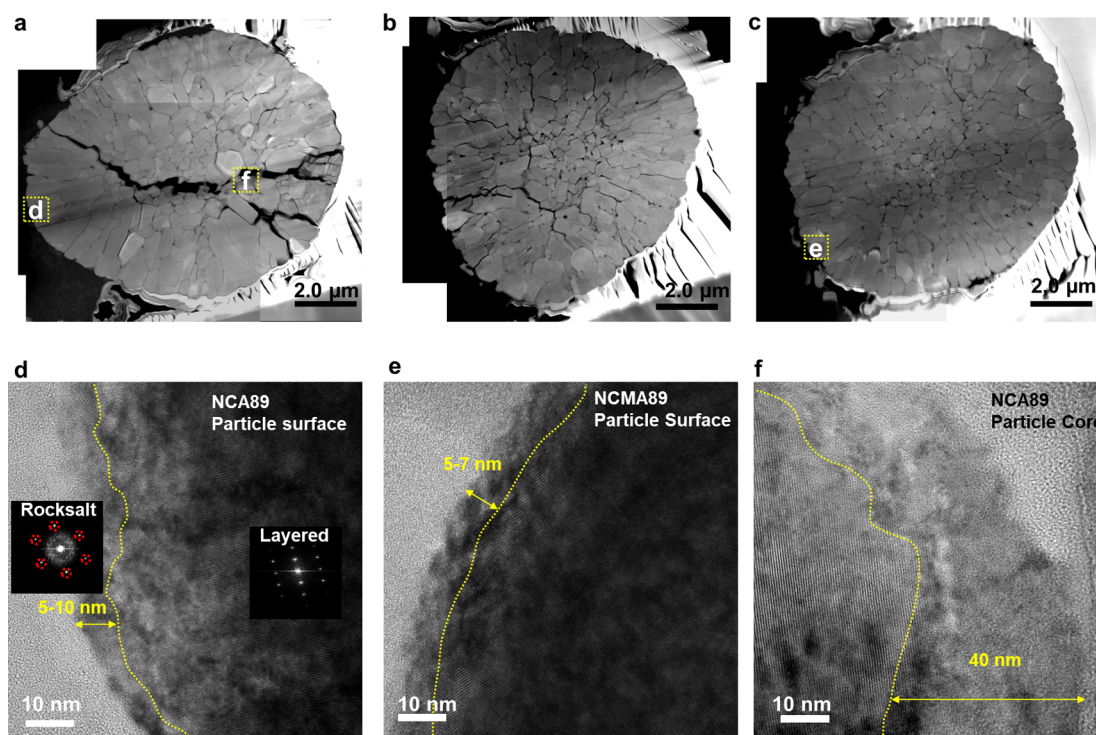 a
b
c
d
f
e
2.0 µm
2.0 µm
2.0 µm
d
e
f
NCA89
Particle surface
Rocksalt
Layered
5-10 nm
10 nm
NCMA89
Particle Surface
5-7 nm
10 nm
NCA89
Particle Core
40 nm
10 nm